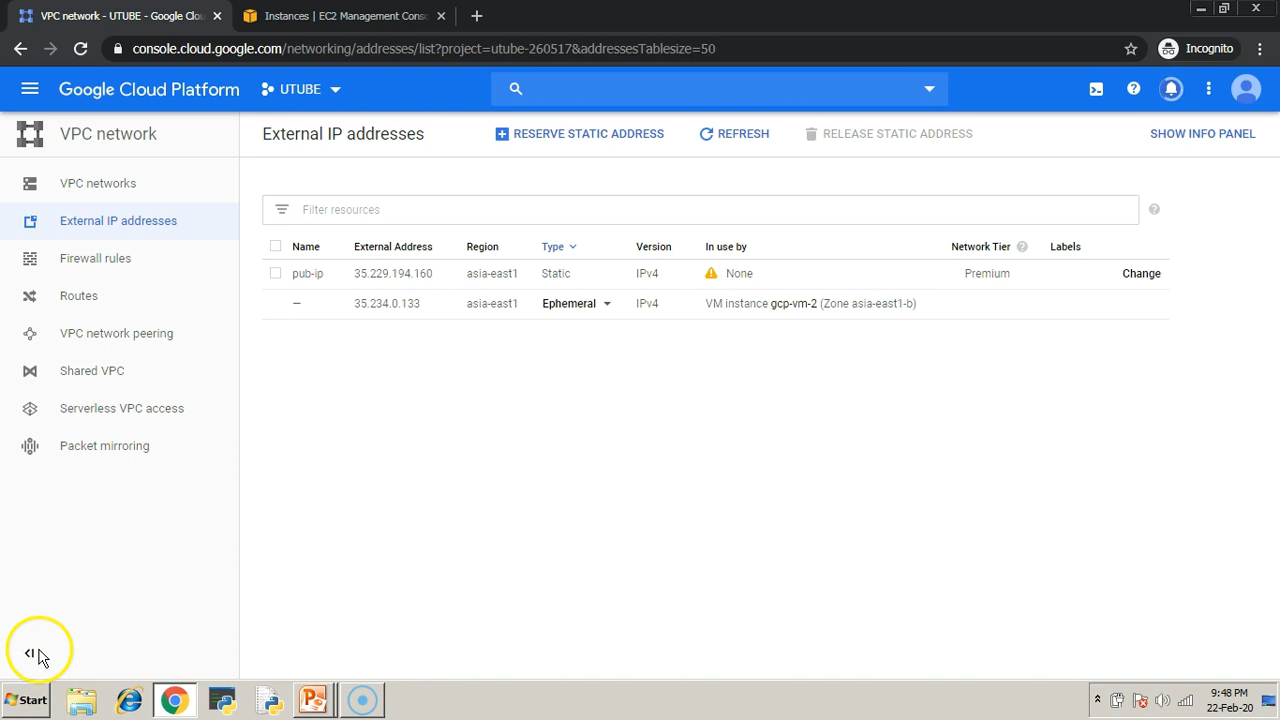 VPC network - UTUBE - Google Clou
Instances | EC2 Management Conso
console.cloud.google.com/networking/addresses/list?project=utube-260517&addressesTablesize=50
Incognito
Google Cloud Platform
UTUBE
VPC network
External IP addresses
RESERVE STATIC ADDRESS
REFRESH
RELEASE STATIC ADDRESS
SHOW INFO PANEL
VPC networks
External IP addresses
Firewall rules
Routes
VPC network peering
Shared VPC
Serverless VPC access
Packet mirroring
Filter resources
Name External Address Region Type Version In use by Network Tier Labels
pub-ip 35.229.194.160 asia-east1 Static IPv4 None Premium Change
— 35.234.0.133 asia-east1 Ephemeral IPv4 VM instance gcp-vm-2 (Zone asia-east1-b)
Start
9:48 PM
22-Feb-20